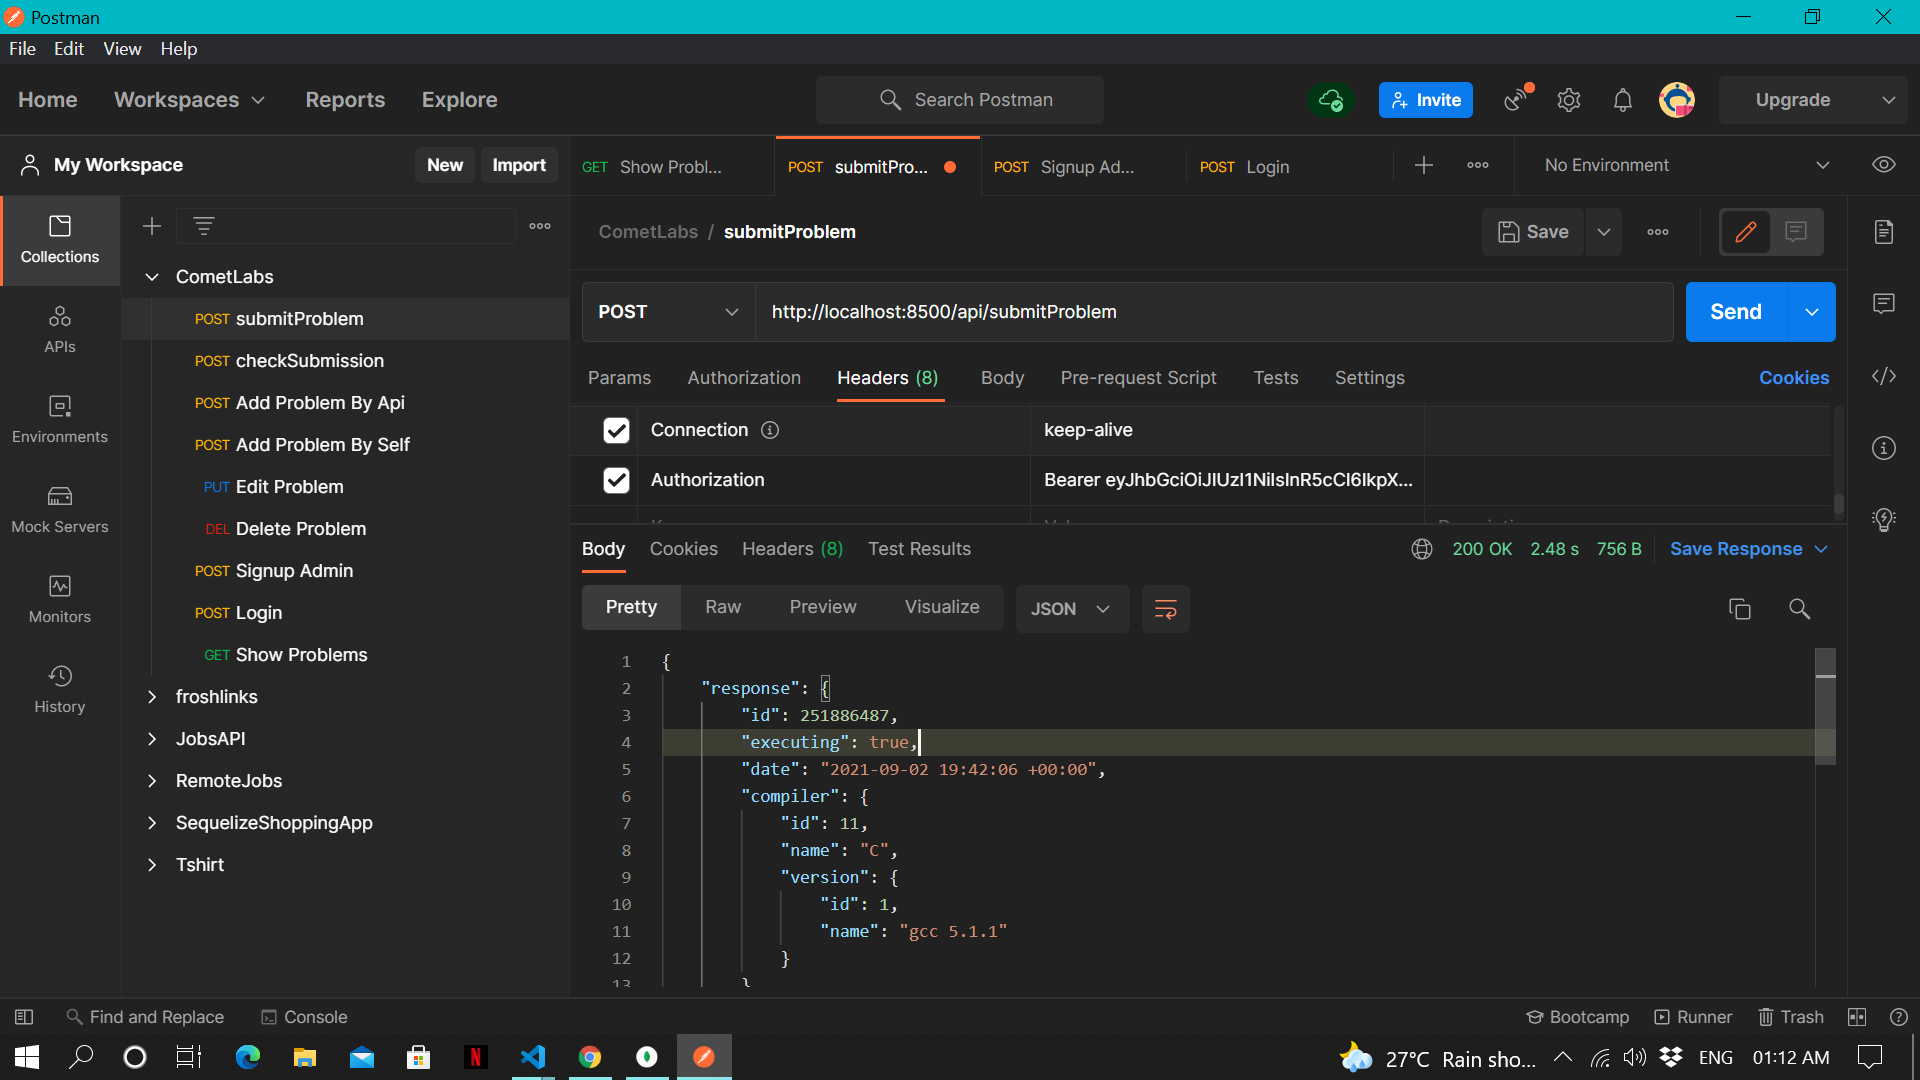 Postman
File Edit View Help
Home Workspaces Reports Explore Search Postman Invite Upgrade
My Workspace New Import
GET Show Probl... POST submitPro... POST Signup Ad... POST Login No Environment
Collections
APIs
Environments
Mock Servers
Monitors
History
CometLabs
POST submitProblem
POST checkSubmission
POST Add Problem By Api
POST Add Problem By Self
PUT Edit Problem
DEL Delete Problem
POST Signup Admin
POST Login
GET Show Problems
froshlinks
JobsAPI
RemoteJobs
SequelizeShoppingApp
Tshirt
CometLabs / submitProblem Save
POST http://localhost:8500/api/submitProblem Send
Params Authorization Headers (8) Body Pre-request Script Tests Settings Cookies
Connection keep-alive
Authorization Bearer eyJhbGciOiJIUzI1NiIsInR5cCI6IkpX...
Body Cookies Headers (8) Test Results 200 OK 2.48 s 756 B Save Response
Pretty Raw Preview Visualize JSON
1 {
2 "response": {
3 "id": 251886487,
4 "executing": true,
5 "date": "2021-09-02 19:42:06 +00:00",
6 "compiler": {
7 "id": 11,
8 "name": "C",
9 "version": {
10 "id": 1,
11 "name": "gcc 5.1.1"
12 }
13 }
Find and Replace Console Bootcamp Runner Trash
27°C Rain sho... ENG 01:12 AM